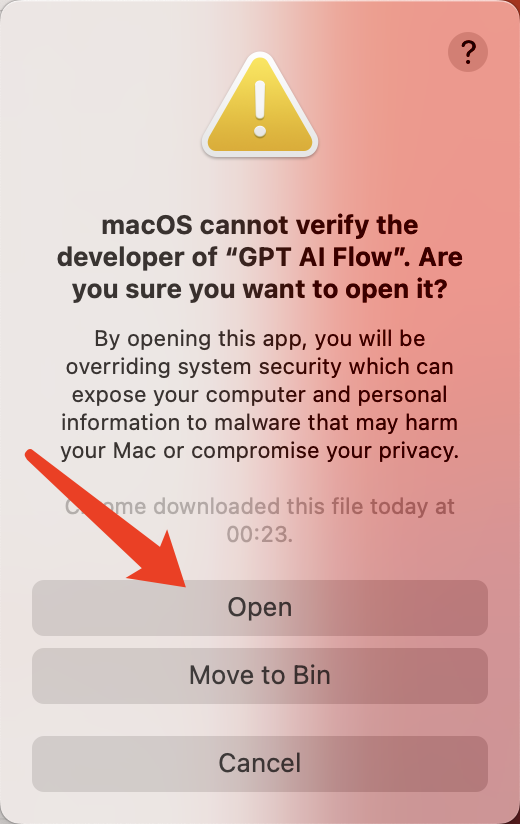 ?
macOS cannot verify the
developer of “GPT AI Flow”. Are
you sure you want to open it?
By opening this app, you will be
overriding system security which can
expose your computer and personal
information to malware that may harm
your Mac or compromise your privacy.
Chrome downloaded this file today at
00:23.
Open
Move to Bin
Cancel